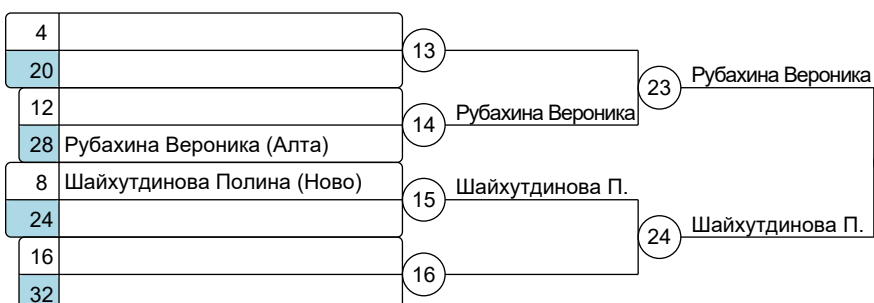 4
20
13
12
28 Рубахина Вероника (Алта)
14 Рубахина Вероника
23 Рубахина Вероника
8 Шайхутдинова Полина (Ново)
24
15 Шайхутдинова П.
16
32
16
24 Шайхутдинова П.